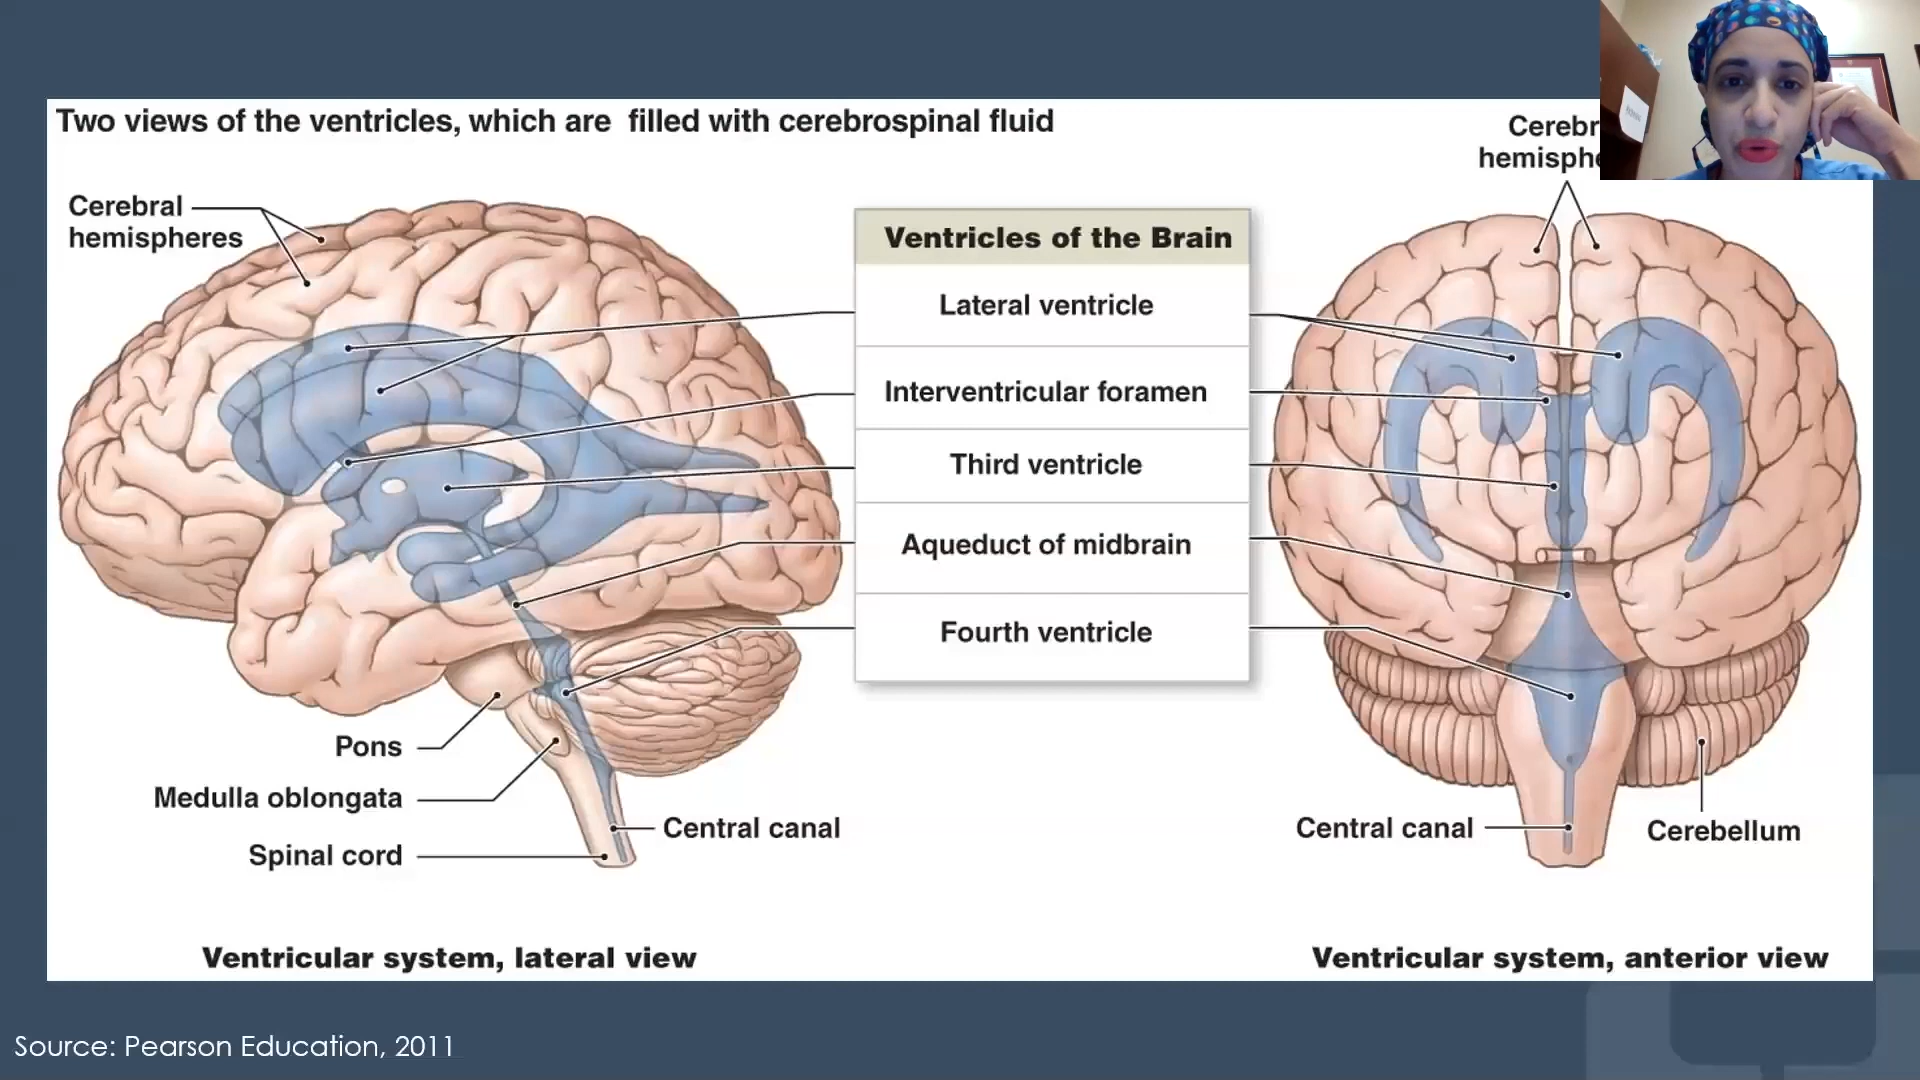 Two views of the ventricles, which are filled with cerebrospinal fluid
Cerebral
hemispheres
Ventricles of the Brain
Lateral ventricle
Interventricular foramen
Third ventricle
Aqueduct of midbrain
Fourth ventricle
Pons
Medulla oblongata
Spinal cord
Central canal
Ventricular system, lateral view
Cerebr
hemisphe
Central canal
Cerebellum
Ventricular system, anterior view
Source: Pearson Education, 2011